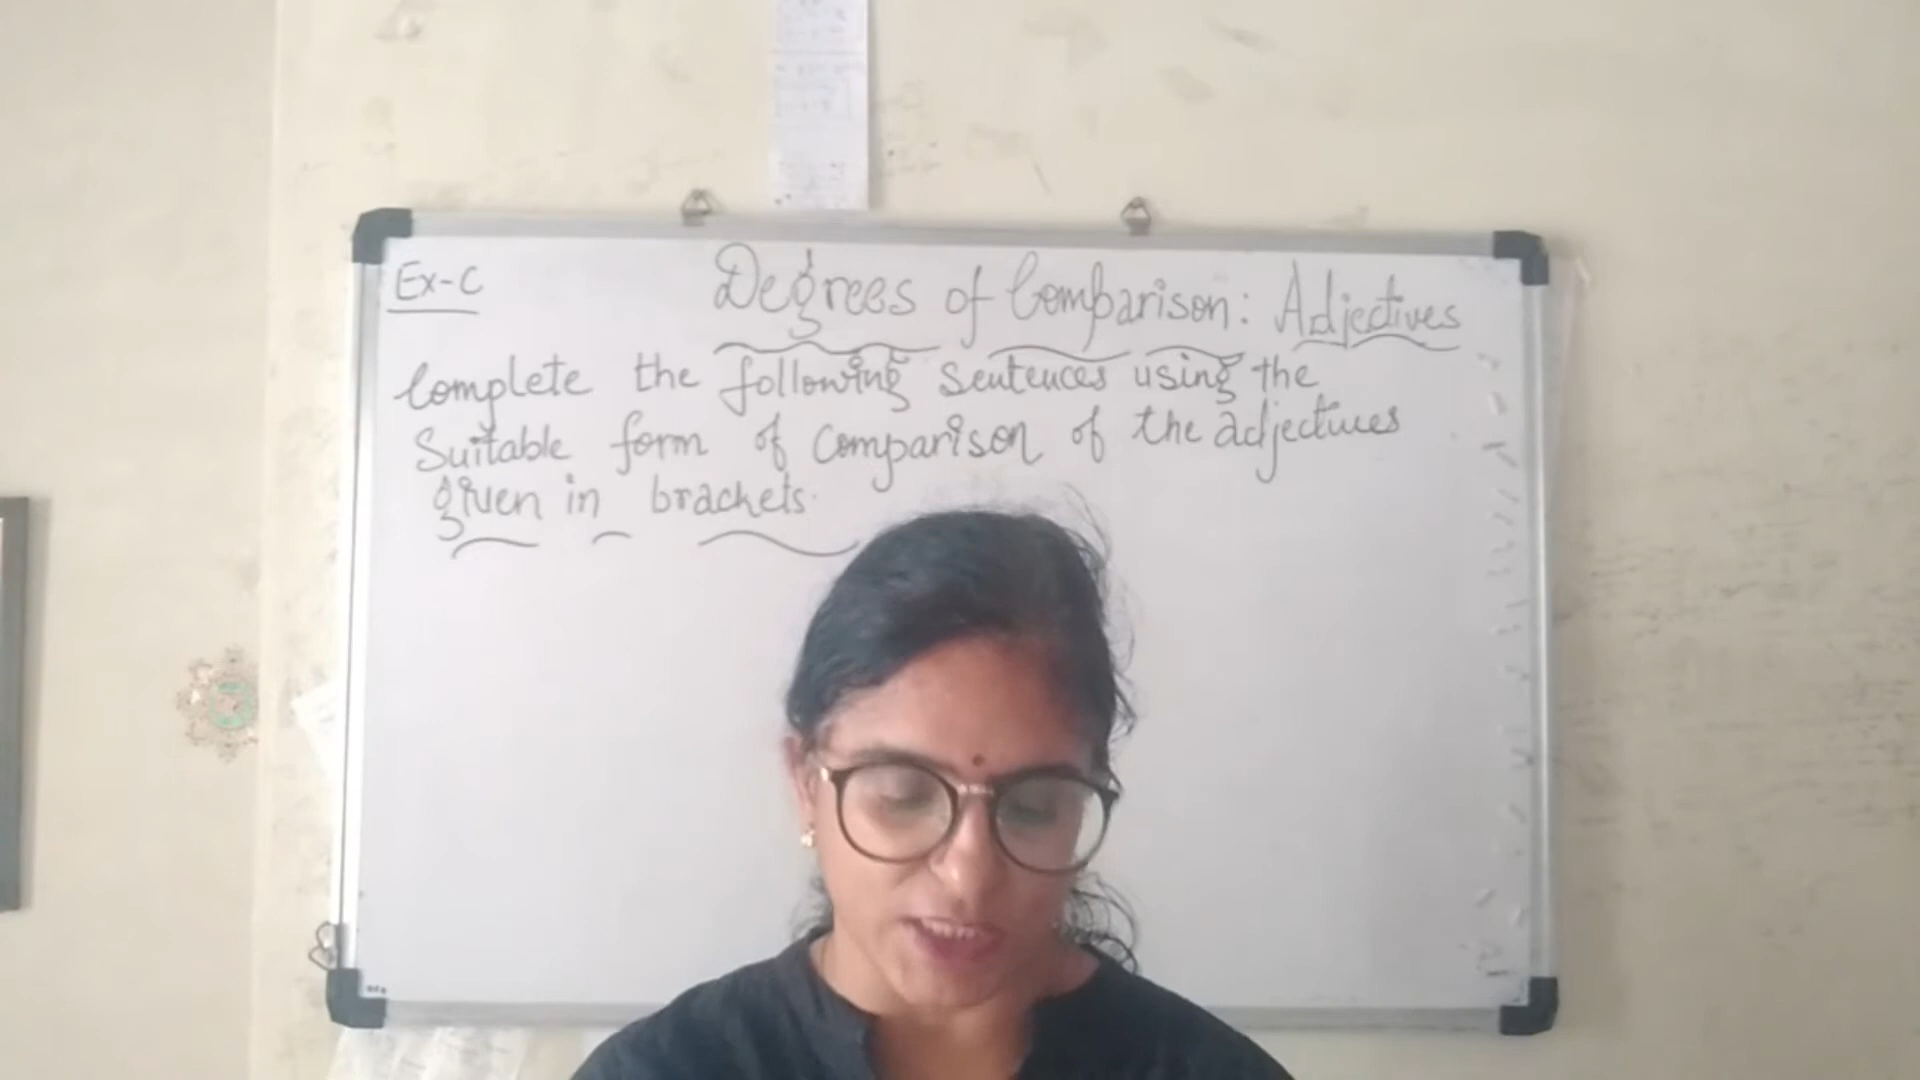 Ex-C
Degrees of Comparison: Adjectives
Complete the following sentences using the
Suitable form of comparison of the adjectives
given in brackets.